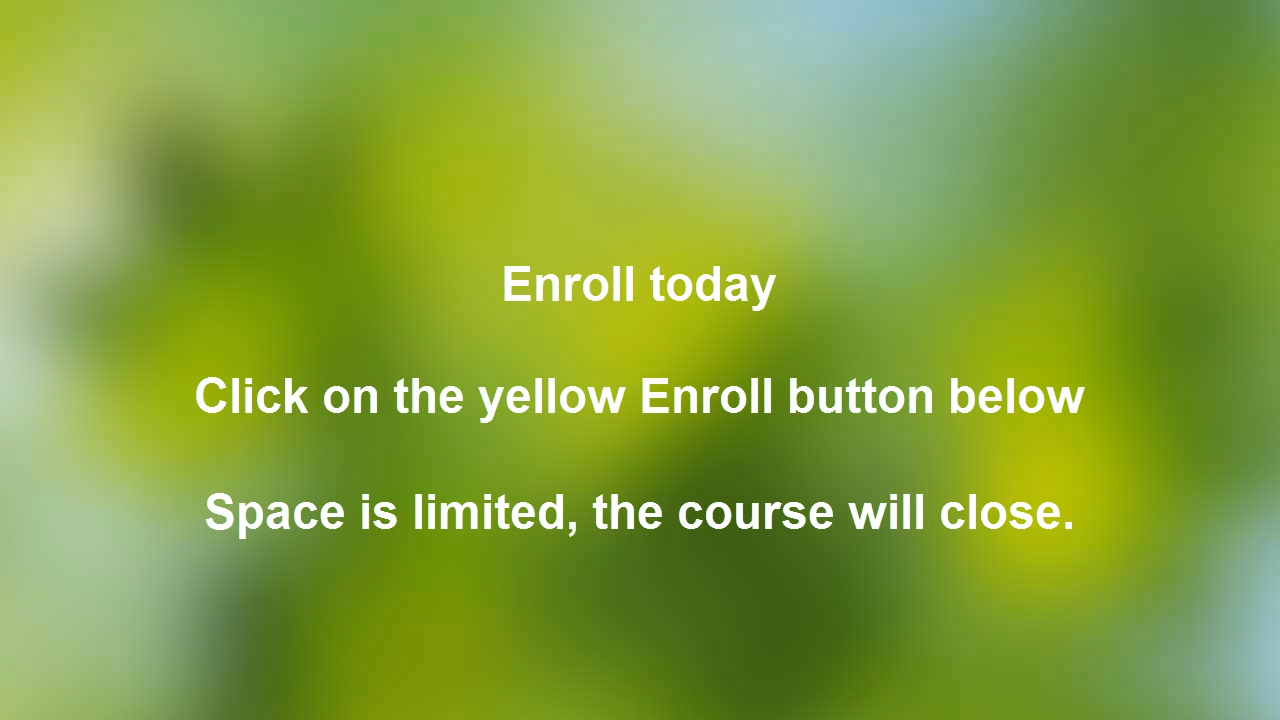 Enroll today
Click on the yellow Enroll button below
Space is limited, the course will close.